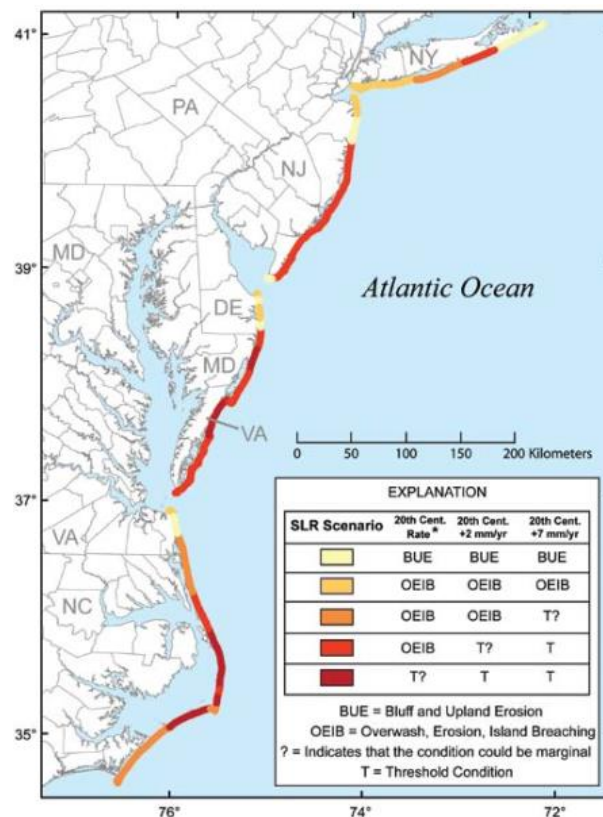 41°
NY
PA
NJ
MD
39°
Atlantic Ocean
DE
MD
VA
0 50 100 150 200 Kilometers
37°
VA
NC
35°
EXPLANATION
SLR Scenario 20th Cent. Rate* 20th Cent. +2 mm/yr 20th Cent. +7 mm/yr
BUE BUE BUE
OEIB OEIB OEIB
OEIB OEIB T?
OEIB T? T
T? T T
BUE = Bluff and Upland Erosion
OEIB = Overwash, Erosion, Island Breaching
? = Indicates that the condition could be marginal
T = Threshold Condition
76° 74° 72°